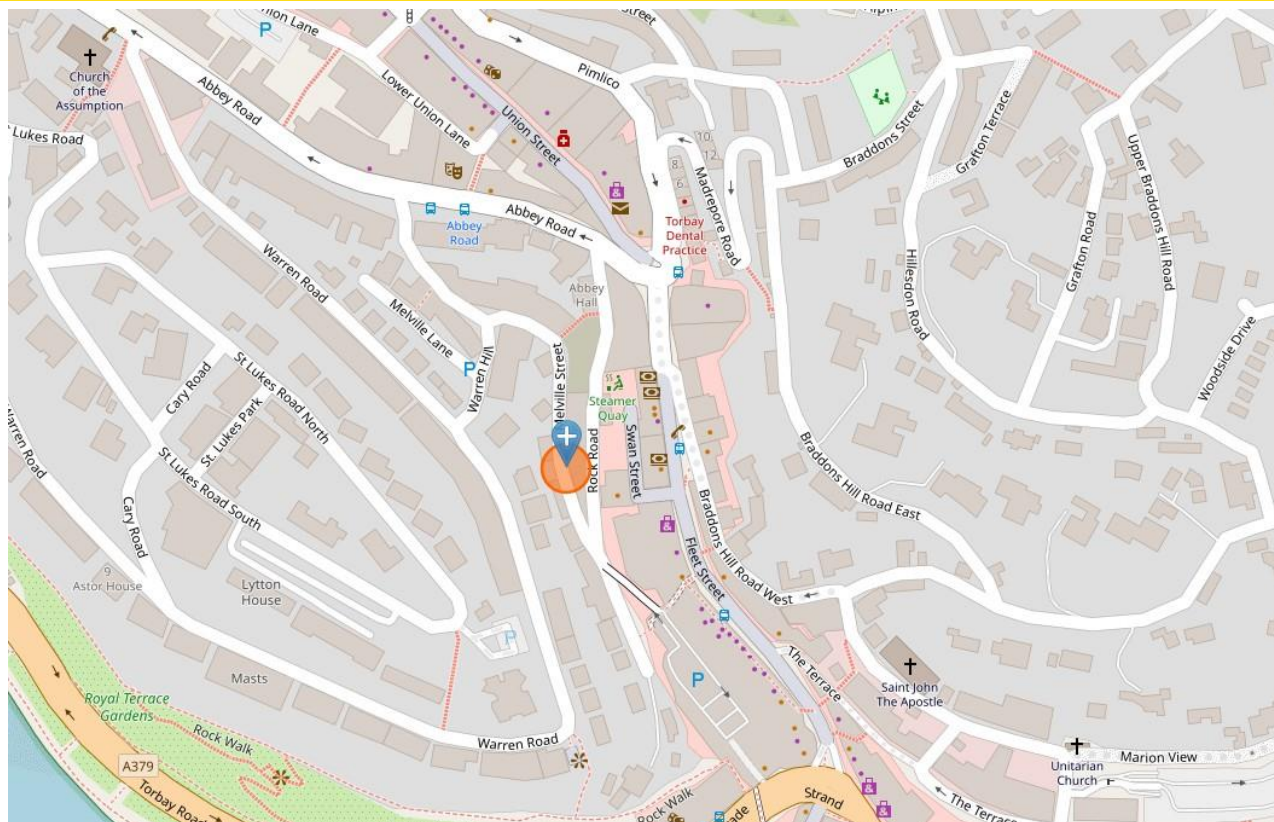 Union Lane
P
Church
of the
Assumption
Abbey Road
Lower Union Lane
Union Street
Pimlico
Lukes Road
10
12
8
6
Madrepore Road
Braddons Street
Grafton Terrace
Upper Braddons Hill Road
Abbey Road
Abbey
Road
Torbay
Dental
Practice
Warren Road
Abbey
Hall
Hillesdon Road
Grafton Road
Woodside Drive
Melville Lane
P
Warren Hill
Melville Street
Steamer
Quay
Swan Street
Rock Road
Cary Road
St Lukes Road North
St. Lukes Park
St Lukes Road South
Warren Road
Cary Road
Braddons Hill Road East
Braddons Hill Road West
Fleet Street
9
Astor House
Lytton
House
P
Masts
Royal Terrace
Gardens
Rock Walk
Warren Road
P
The Terrace
Saint John
The Apostle
Unitarian
Church
Marion View
A379
Torbay Road
Rock Walk
Strand
The Terrace